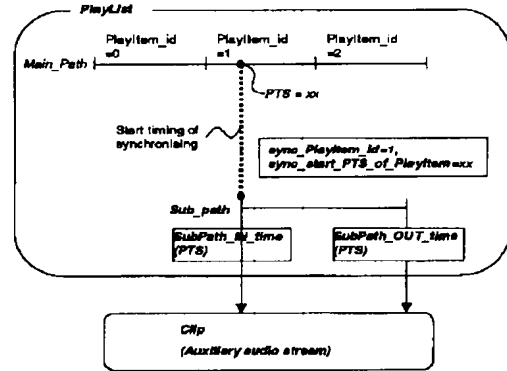 PlayList
PlayItem_id PlayItem_id PlayItem_id
=0 =1 =2
Main_Path
PTS = xx
Start timing of
synchronising
sync_PlayItem_id=1,
sync_start_PTS_of_PlayItem=xx
Sub_path
SubPath_IN_time SubPath_OUT_time
(PTS) (PTS)
Clip
(Auxiliary audio stream)